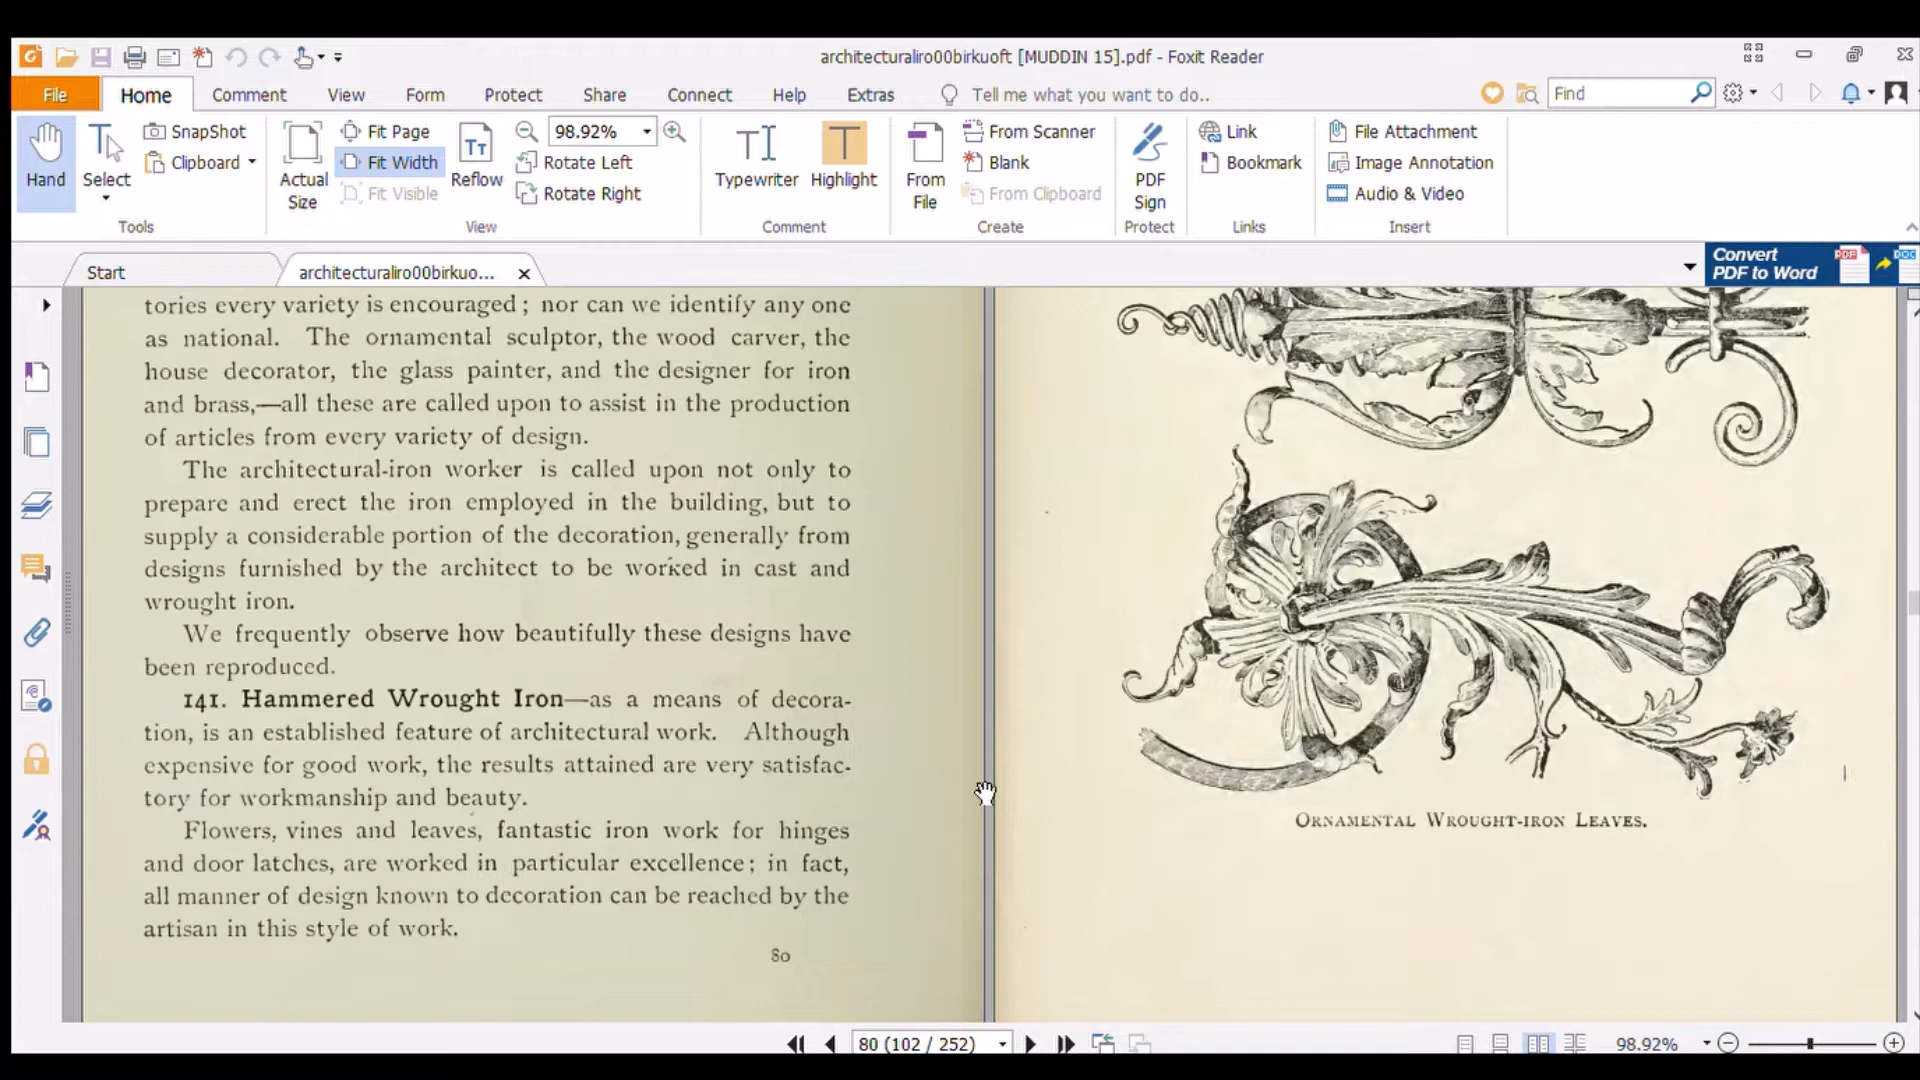 architecturaliro00birkuoft [MUDDIN 15].pdf - Foxit Reader
File Home Comment View Form Protect Share Connect Help Extras Tell me what you want to do.. Find
Hand
Select
SnapShot
Clipboard
Tools
Actual Size
Fit Page
Fit Width
Fit Visible
Reflow
98.92%
Rotate Left
Rotate Right
View
Typewriter
Highlight
Comment
From File
From Scanner
Blank
From Clipboard
Create
PDF Sign
Protect
Link
Bookmark
Links
File Attachment
Image Annotation
Audio & Video
Insert
Start
architecturaliro00birkuo...
Convert
PDF to Word
PDF
DOC
tories every variety is encouraged; nor can we identify any one
as national. The ornamental sculptor, the wood carver, the
house decorator, the glass painter, and the designer for iron
and brass,—all these are called upon to assist in the production
of articles from every variety of design.
The architectural-iron worker is called upon not only to
prepare and erect the iron employed in the building, but to
supply a considerable portion of the decoration, generally from
designs furnished by the architect to be worked in cast and
wrought iron.
We frequently observe how beautifully these designs have
been reproduced.
141. Hammered Wrought Iron—as a means of decora-
tion, is an established feature of architectural work. Although
expensive for good work, the results attained are very satisfac-
tory for workmanship and beauty.
Flowers, vines and leaves, fantastic iron work for hinges
and door latches, are worked in particular excellence; in fact,
all manner of design known to decoration can be reached by the
artisan in this style of work.
80
ORNAMENTAL WROUGHT-IRON LEAVES.
80 (102 / 252)
98.92%